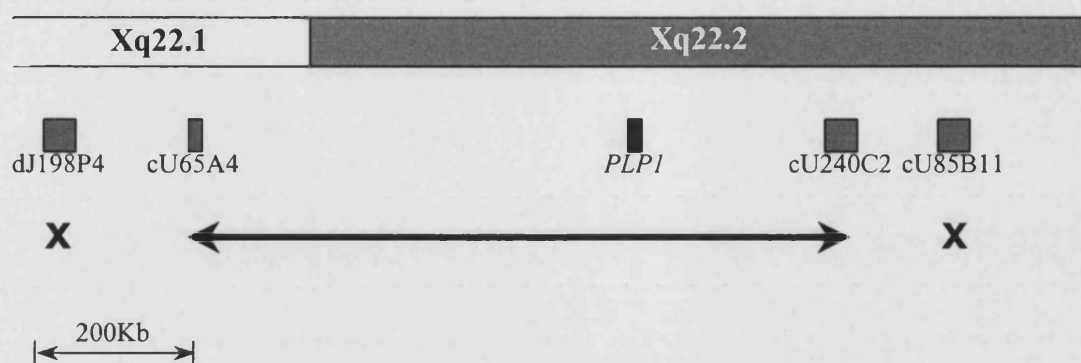 Xq22.1 Xq22.2
dJ198P4 cU65A4 PLP1 cU240C2 cU85B11
X X
200Kb